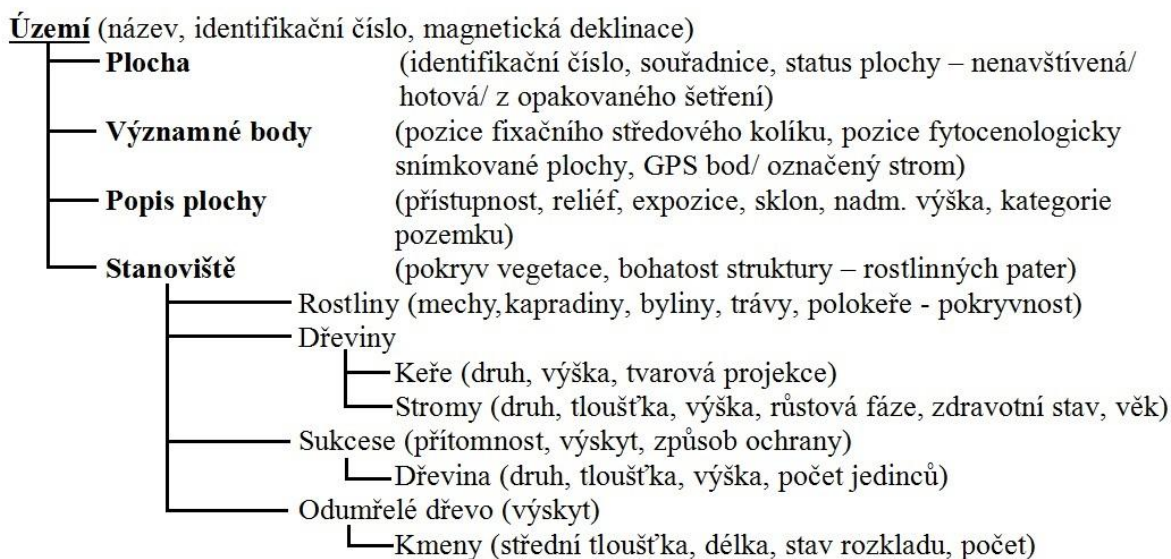 Území (název, identifikační číslo, magnetická deklinace)
Plocha (identifikační číslo, souřadnice, status plochy – nenavštívená/
hotová/ z opakovaného šetření)
Významné body (pozice fixačního středového kolíku, pozice fytocenologicky
snímkované plochy, GPS bod/ označený strom)
Popis plochy (přístupnost, reliéf, expozice, sklon, nadm. výška, kategorie
pozemku)
Stanoviště (pokryv vegetace, bohatost struktury – rostlinných pater)
Rostliny (mechy,kapradiny, byliny, trávy, polokeře - pokryvnost)
Dřeviny
Keře (druh, výška, tvarová projekce)
Stromy (druh, tloušťka, výška, růstová fáze, zdravotní stav, věk)
Sukcese (přítomnost, výskyt, způsob ochrany)
Dřevina (druh, tloušťka, výška, počet jedinců)
Odumřelé dřevo (výskyt)
Kmeny (střední tloušťka, délka, stav rozkladu, počet)